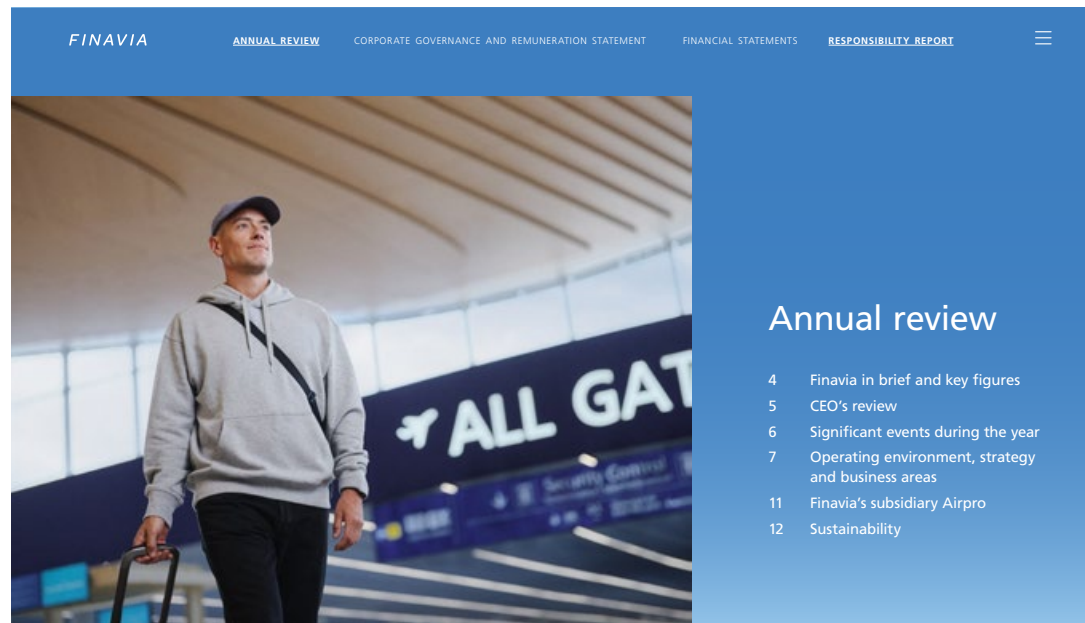 FINAVIA
ANNUAL REVIEW
CORPORATE GOVERNANCE AND REMUNERATION STATEMENT
FINANCIAL STATEMENTS
RESPONSIBILITY REPORT
ALL GAT
Security Control
Annual review
4 Finavia in brief and key figures
5 CEO’s review
6 Significant events during the year
7 Operating environment, strategy
and business areas
11 Finavia’s subsidiary Airpro
12 Sustainability